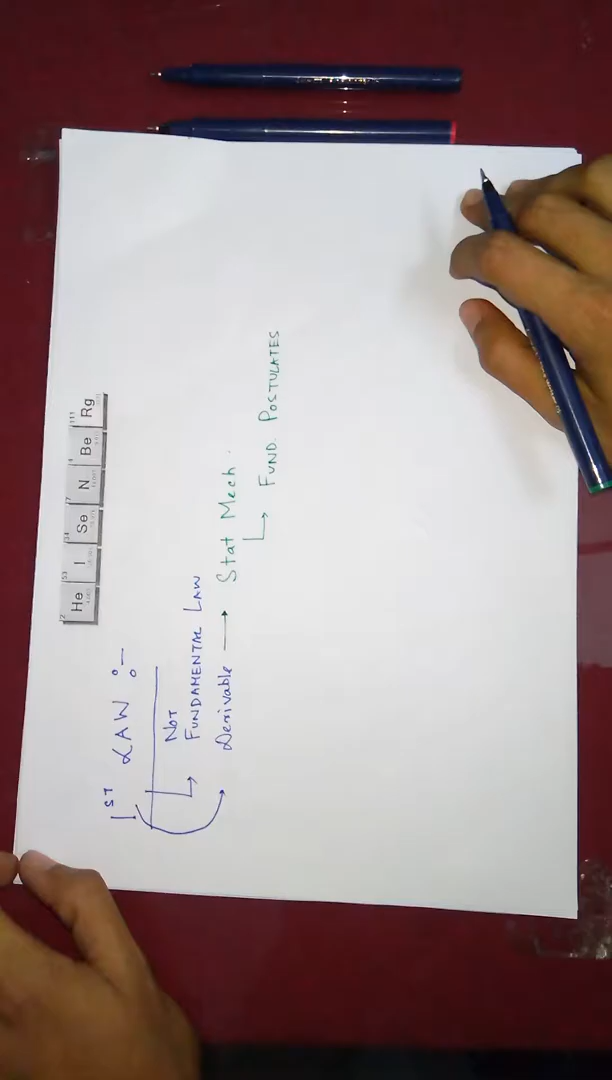 He I Se N Be Rg
1ST LAW :-
NOT
FUNDAMENTAL LAW
Derivable → Stat Mech.
FUND. POSTULATES